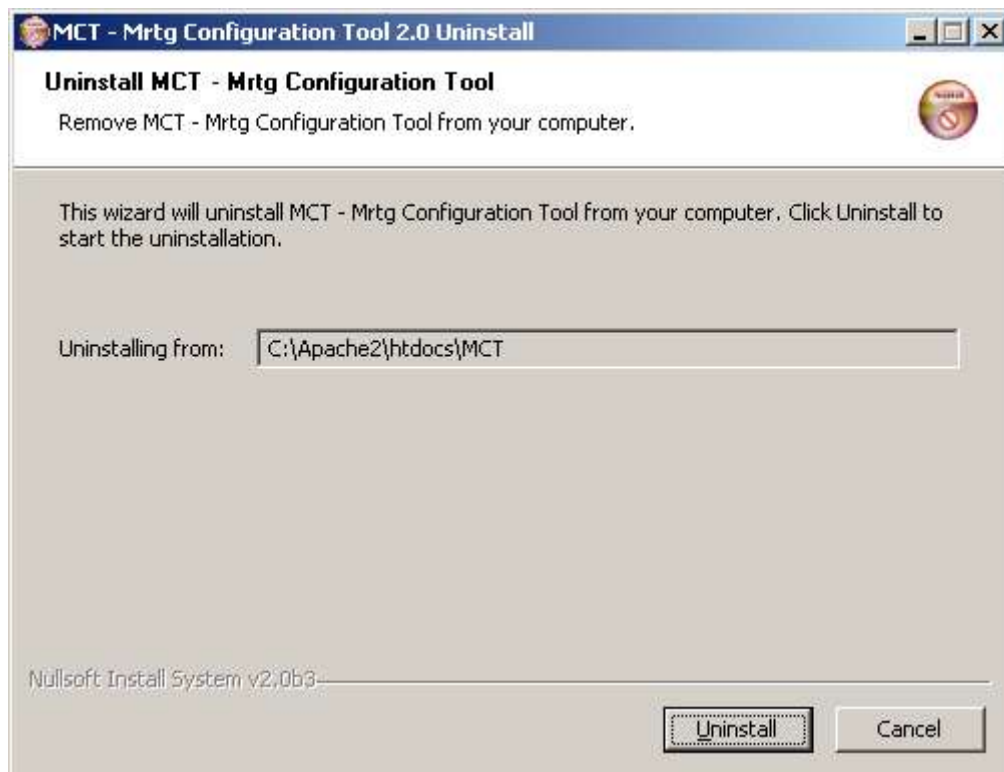 MCT - Mrtg Configuration Tool 2.0 Uninstall
Uninstall MCT - Mrtg Configuration Tool
Remove MCT - Mrtg Configuration Tool from your computer.
This wizard will uninstall MCT - Mrtg Configuration Tool from your computer. Click Uninstall to
start the uninstallation.
Uninstalling from: C:\Apache2\htdocs\MCT
Nullsoft Install System v2.0b3
Uninstall Cancel